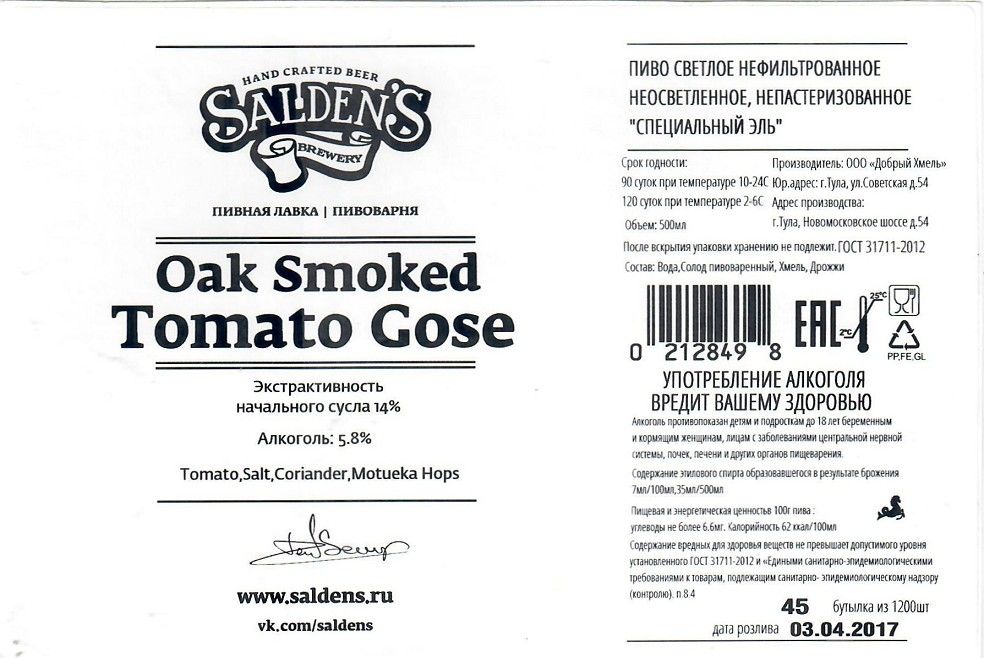 HAND CRAFTED BEER
SALDEN'S
BREWERY
ПИВНАЯ ЛАВКА | ПИВОВАРНЯ
Oak Smoked
Tomato Gose
Экстрактивность
начального сусла 14%
Алкоголь: 5.8%
Tomato,Salt,Coriander,Motueka Hops
www.saldens.ru
vk.com/saldens
ПИВО СВЕТЛОЕ НЕФИЛЬТРОВАННОЕ
НЕОСВЕТЛЕННОЕ, НЕПАСТЕРИЗОВАННОЕ
"СПЕЦИАЛЬНЫЙ ЭЛЬ"
Срок годности:
90 суток при температуре 10-24С
120 суток при температуре 2-6С
Объем: 500мл
Производитель: ООО «Добрый Хмель»
Юр.адрес: г.Тула, ул.Советская д.54
Адрес производства:
г.Тула, Новомосковское шоссе д.54
После вскрытия упаковки хранению не подлежит. ГОСТ 31711-2012
Состав: Вода,Солод пивоваренный, Хмель, Дрожжи
0 212849 8
EAC
25°C
2°C
PP,FE,GL
УПОТРЕБЛЕНИЕ АЛКОГОЛЯ
ВРЕДИТ ВАШЕМУ ЗДОРОВЬЮ
Алкоголь противопоказан детям и подросткам до 18 лет беременным
и кормящим женщинам, лицам с заболеваниями центральной нервной
системы, почек, печени и других органов пищеварения.
Содержание этилового спирта образовавшегося в результате брожения
7мл/100мл,35мл/500мл
Пищевая и энергетическая ценностьв 100г пива :
углеводы не более 6.6мг. Калорийность 62 ккал/100мл
Содержание вредных для здоровья веществ не превышает допустимого уровня
установленного ГОСТ 31711-2012 и «Едиными санитарно-эпидемиологическими
требованиями к товарам, подлежащим санитарно- эпидемиологическому надзору
(контролю). п.8.4
45 бутылка из 1200шт
дата розлива 03.04.2017